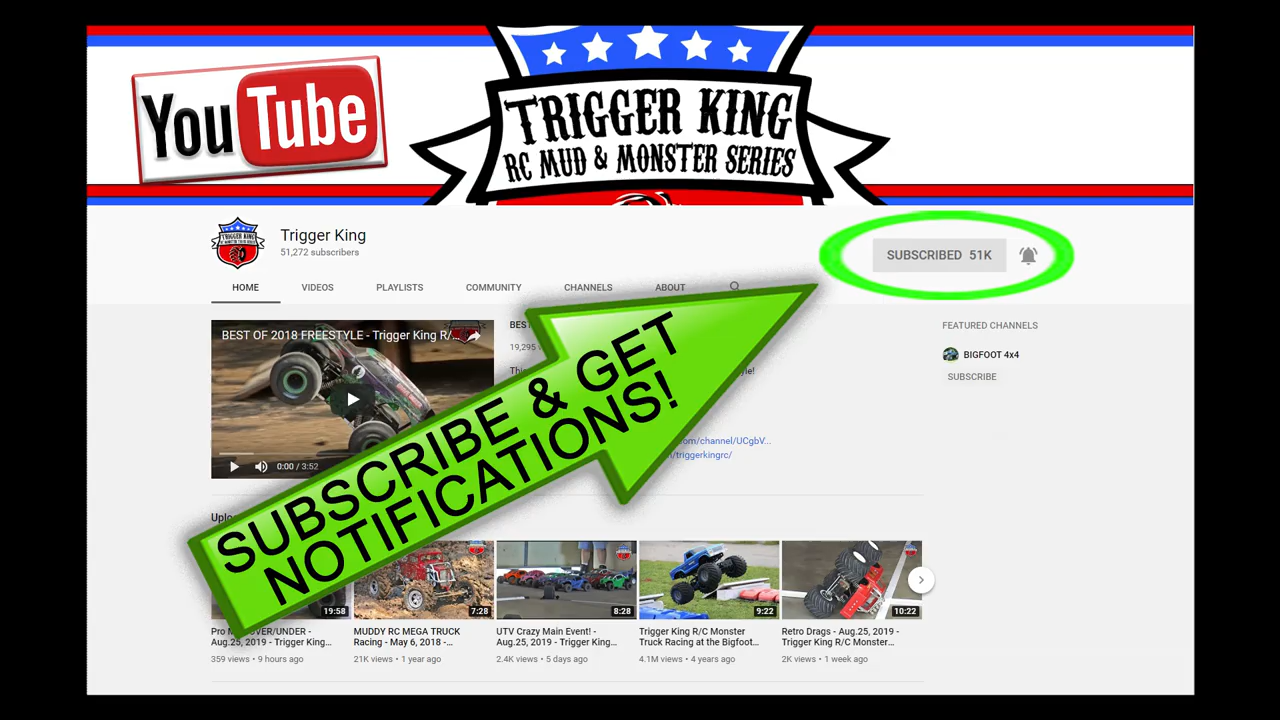 YouTube
TRIGGER KING
RC MUD & MONSTER SERIES
Trigger King
51,272 subscribers
SUBSCRIBED 51K
HOME VIDEOS PLAYLISTS COMMUNITY CHANNELS ABOUT
BEST OF 2018 FREESTYLE - Trigger King R/...
0:00 / 3:52
BES
19,295
SUBSCRIBE & GET
NOTIFICATIONS!
com/channel/UCgbV...
/triggerkingrc/
FEATURED CHANNELS
BIGFOOT 4x4
SUBSCRIBE
19:58 7:28 8:28 9:22 10:22
Pro
Aug.25, 2019 - Trigger King...
359 views • 9 hours ago
MUDDY RC MEGA TRUCK
Racing - May 6, 2018 -...
21K views • 1 year ago
UTV Crazy Main Event! -
Aug.25, 2019 - Trigger King...
2.4K views • 5 days ago
Trigger King R/C Monster
Truck Racing at the Bigfoot...
4.1M views • 4 years ago
Retro Drags - Aug.25, 2019 -
Trigger King R/C Monster...
2K views • 1 week ago